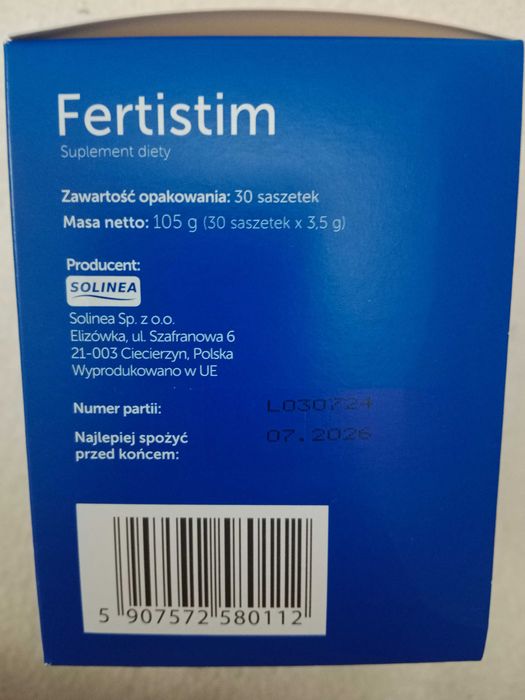 Fertistim
Suplement diety
Zawartość opakowania: 30 saszetek
Masa netto: 105 g (30 saszetek x 3,5 g)
Producent:
SOLINEA
Solinea Sp. z o.o.
Elizówka, ul. Szafranowa 6
21-003 Ciecierzyn, Polska
Wyprodukowano w UE
Numer partii: L030724
Najlepiej spożyć 07.2026
przed końcem:
5 907572 580112